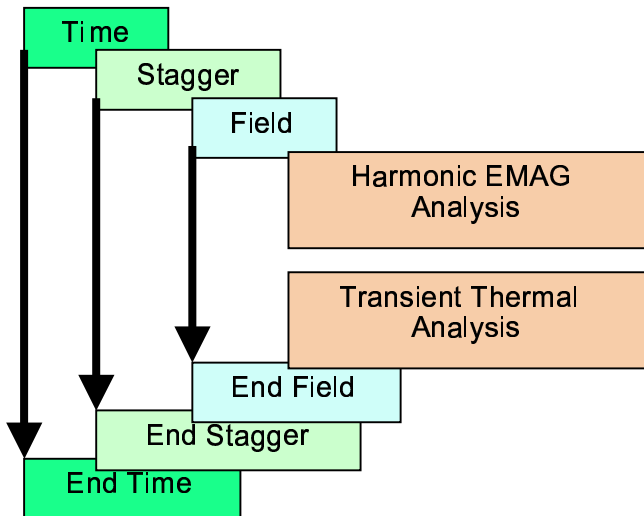 Time
Stagger
Field
Harmonic EMAG
Analysis
Transient Thermal
Analysis
End Field
End Stagger
End Time